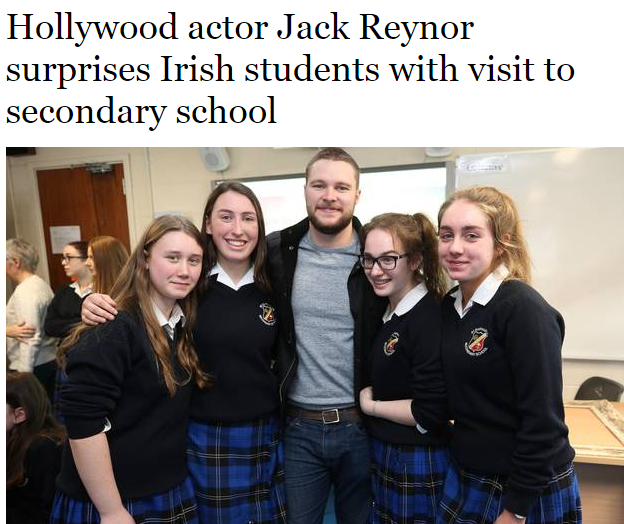 Hollywood actor Jack Reynor
surprises Irish students with visit to
secondary school